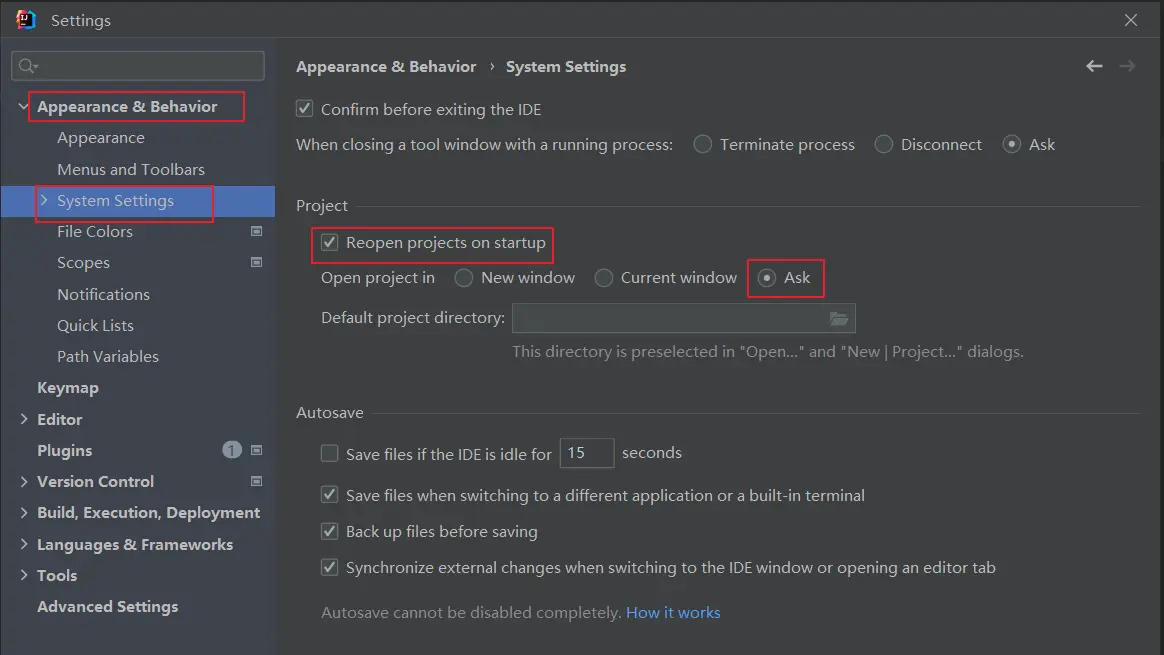 Settings
Appearance & Behavior
Appearance
Menus and Toolbars
System Settings
File Colors
Scopes
Notifications
Quick Lists
Path Variables
Keymap
Editor
Plugins 1
Version Control
Build, Execution, Deployment
Languages & Frameworks
Tools
Advanced Settings
Appearance & Behavior › System Settings
Confirm before exiting the IDE
When closing a tool window with a running process: Terminate process Disconnect Ask
Project
Reopen projects on startup
Open project in New window Current window Ask
Default project directory:
This directory is preselected in "Open..." and "New | Project..." dialogs.
Autosave
Save files if the IDE is idle for 15 seconds
Save files when switching to a different application or a built-in terminal
Back up files before saving
Synchronize external changes when switching to the IDE window or opening an editor tab
Autosave cannot be disabled completely. How it works